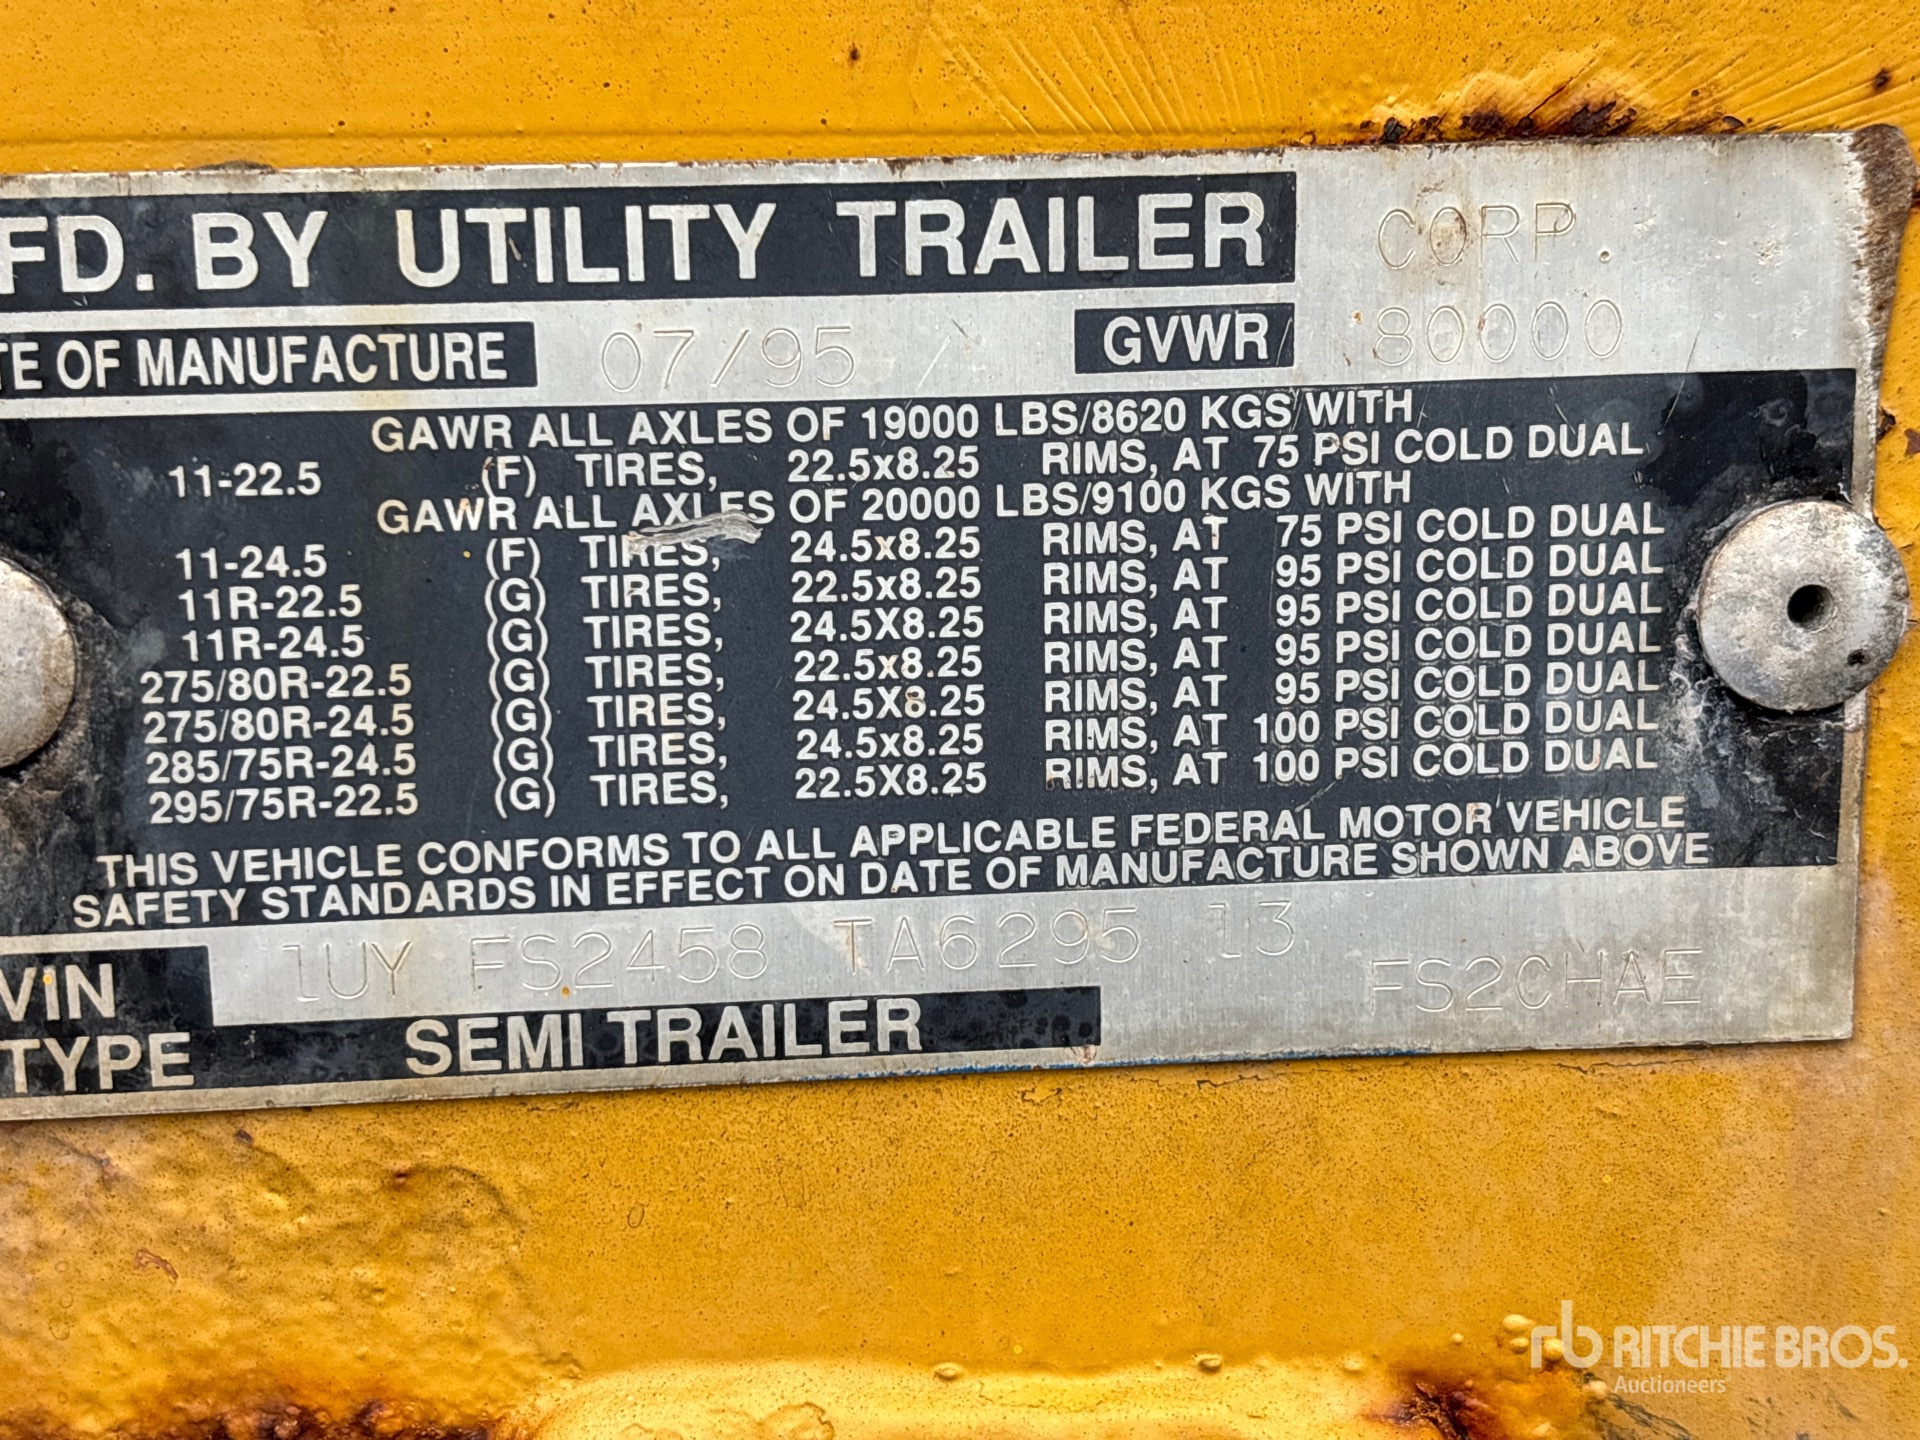 FD. BY UTILITY TRAILER CORP.
TE OF MANUFACTURE 07/95 GVWR 80000
GAWR ALL AXLES OF 19000 LBS/8620 KGS WITH
11-22.5 (F) TIRES, 22.5x8.25 RIMS, AT 75 PSI COLD DUAL
GAWR ALL AXLES OF 20000 LBS/9100 KGS WITH
11-24.5 (F) TIRES, 24.5x8.25 RIMS, AT 75 PSI COLD DUAL
11R-22.5 (G) TIRES, 22.5x8.25 RIMS, AT 95 PSI COLD DUAL
11R-24.5 (G) TIRES, 24.5X8.25 RIMS, AT 95 PSI COLD DUAL
275/80R-22.5 (G) TIRES, 22.5x8.25 RIMS, AT 95 PSI COLD DUAL
275/80R-24.5 (G) TIRES, 24.5X8.25 RIMS, AT 95 PSI COLD DUAL
285/75R-24.5 (G) TIRES, 24.5x8.25 RIMS, AT 100 PSI COLD DUAL
295/75R-22.5 (G) TIRES, 22.5X8.25 RIMS, AT 100 PSI COLD DUAL
THIS VEHICLE CONFORMS TO ALL APPLICABLE FEDERAL MOTOR VEHICLE
SAFETY STANDARDS IN EFFECT ON DATE OF MANUFACTURE SHOWN ABOVE
VIN 1UY FS2458 TA6295 13
TYPE SEMI TRAILER FS2CHAE
rb RITCHIE BROS.
Auctioneers